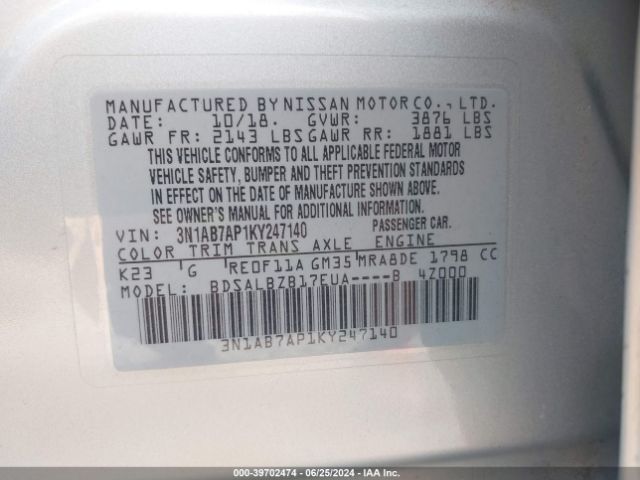 MANUFACTURED BY NISSAN MOTOR CO., LTD.
DATE: 10/18. GVWR: 3876 LBS
GAWR FR: 2143 LBS GAWR RR: 1881 LBS
THIS VEHICLE CONFORMS TO ALL APPLICABLE FEDERAL MOTOR
VEHICLE SAFETY, BUMPER AND THEFT PREVENTION STANDARDS
IN EFFECT ON THE DATE OF MANUFACTURE SHOWN ABOVE.
SEE OWNER'S MANUAL FOR ADDITIONAL INFORMATION.
VIN: 3N1AB7AP1KY247140 PASSENGER CAR.
COLOR TRIM TRANS AXLE ENGINE
K23 G RE0F11A GM35 MRA8DE 1798 CC
MODEL: BDSALBZB17EUA----B 4Z000
3N1AB7AP1KY247140
000-39702474 | 06/25/2024 | IAA Inc.